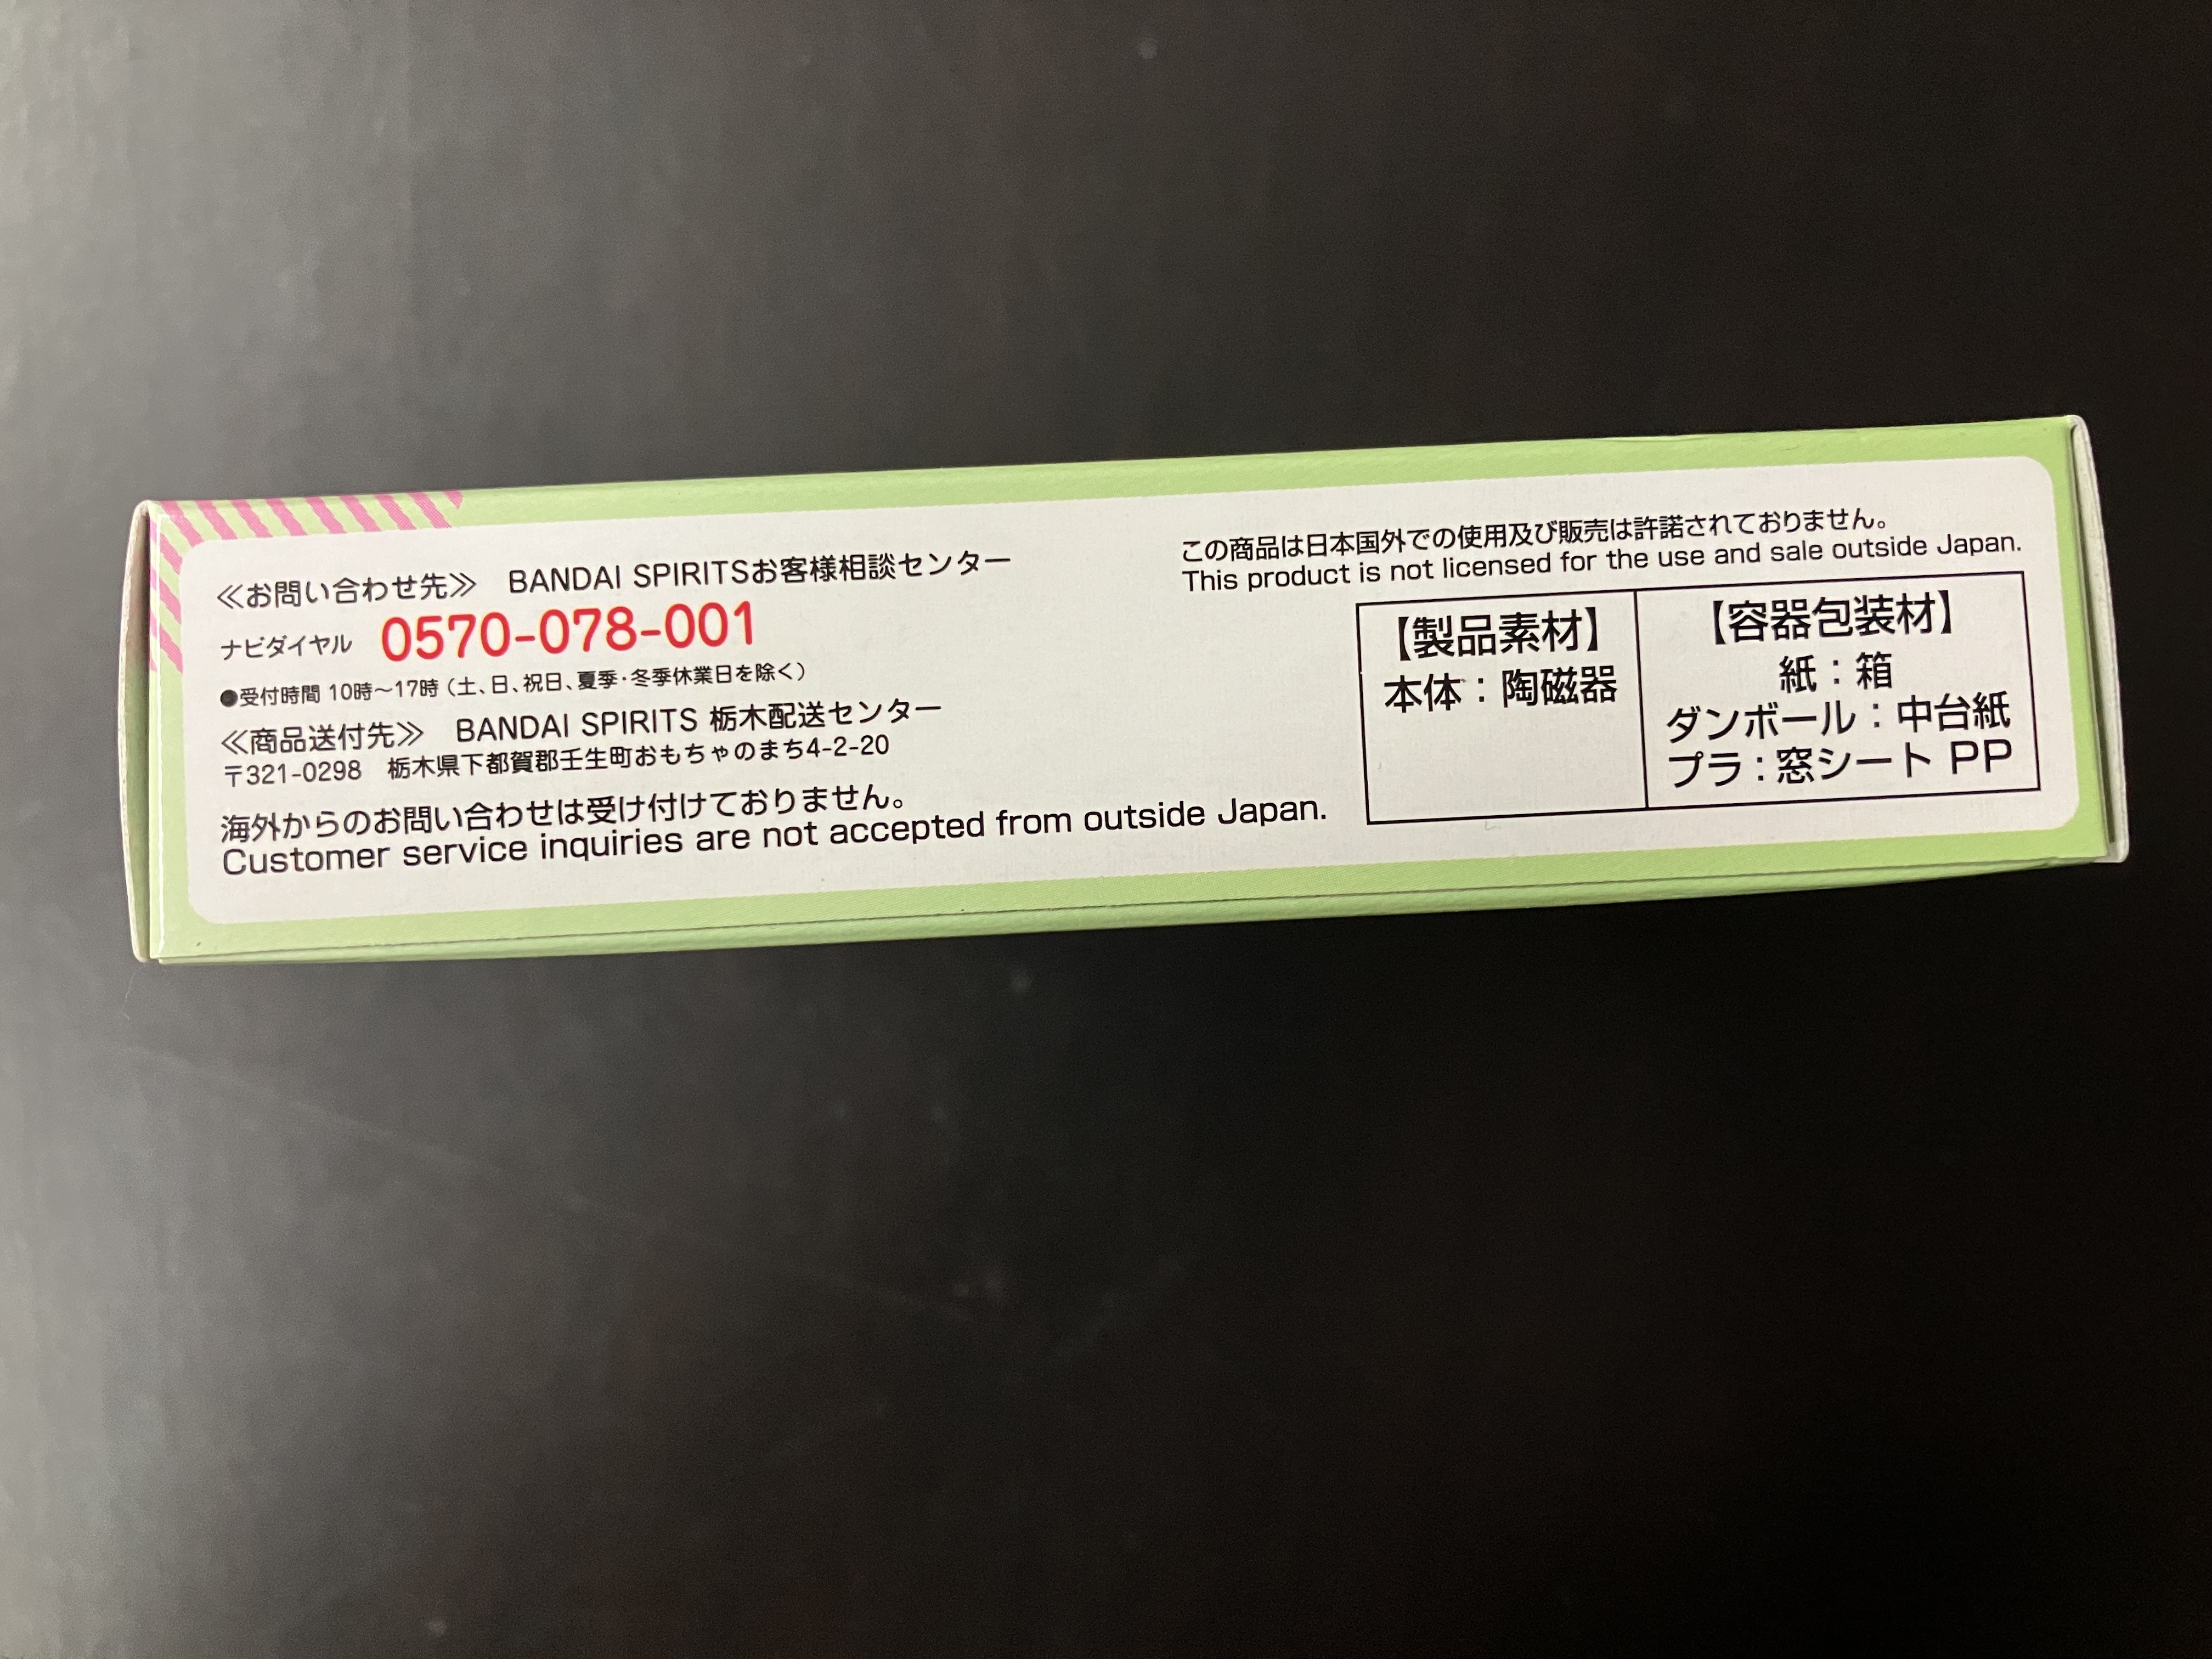 ≪お問い合わせ先≫　BANDAI SPIRITSお客様相談センター
ナビダイヤル 0570-078-001
●受付時間 10時～17時（土、日、祝日、夏季・冬季休業日を除く）
≪商品送付先≫　BANDAI SPIRITS 栃木配送センター
〒321-0298　栃木県下都賀郡壬生町おもちゃのまち4-2-20
海外からのお問い合わせは受け付けておりません。
Customer service inquiries are not accepted from outside Japan.
この商品は日本国外での使用及び販売は許諾されておりません。
This product is not licensed for the use and sale outside Japan.
【製品素材】
本体：陶磁器
【容器包装材】
紙：箱
ダンボール：中台紙
プラ：窓シート PP